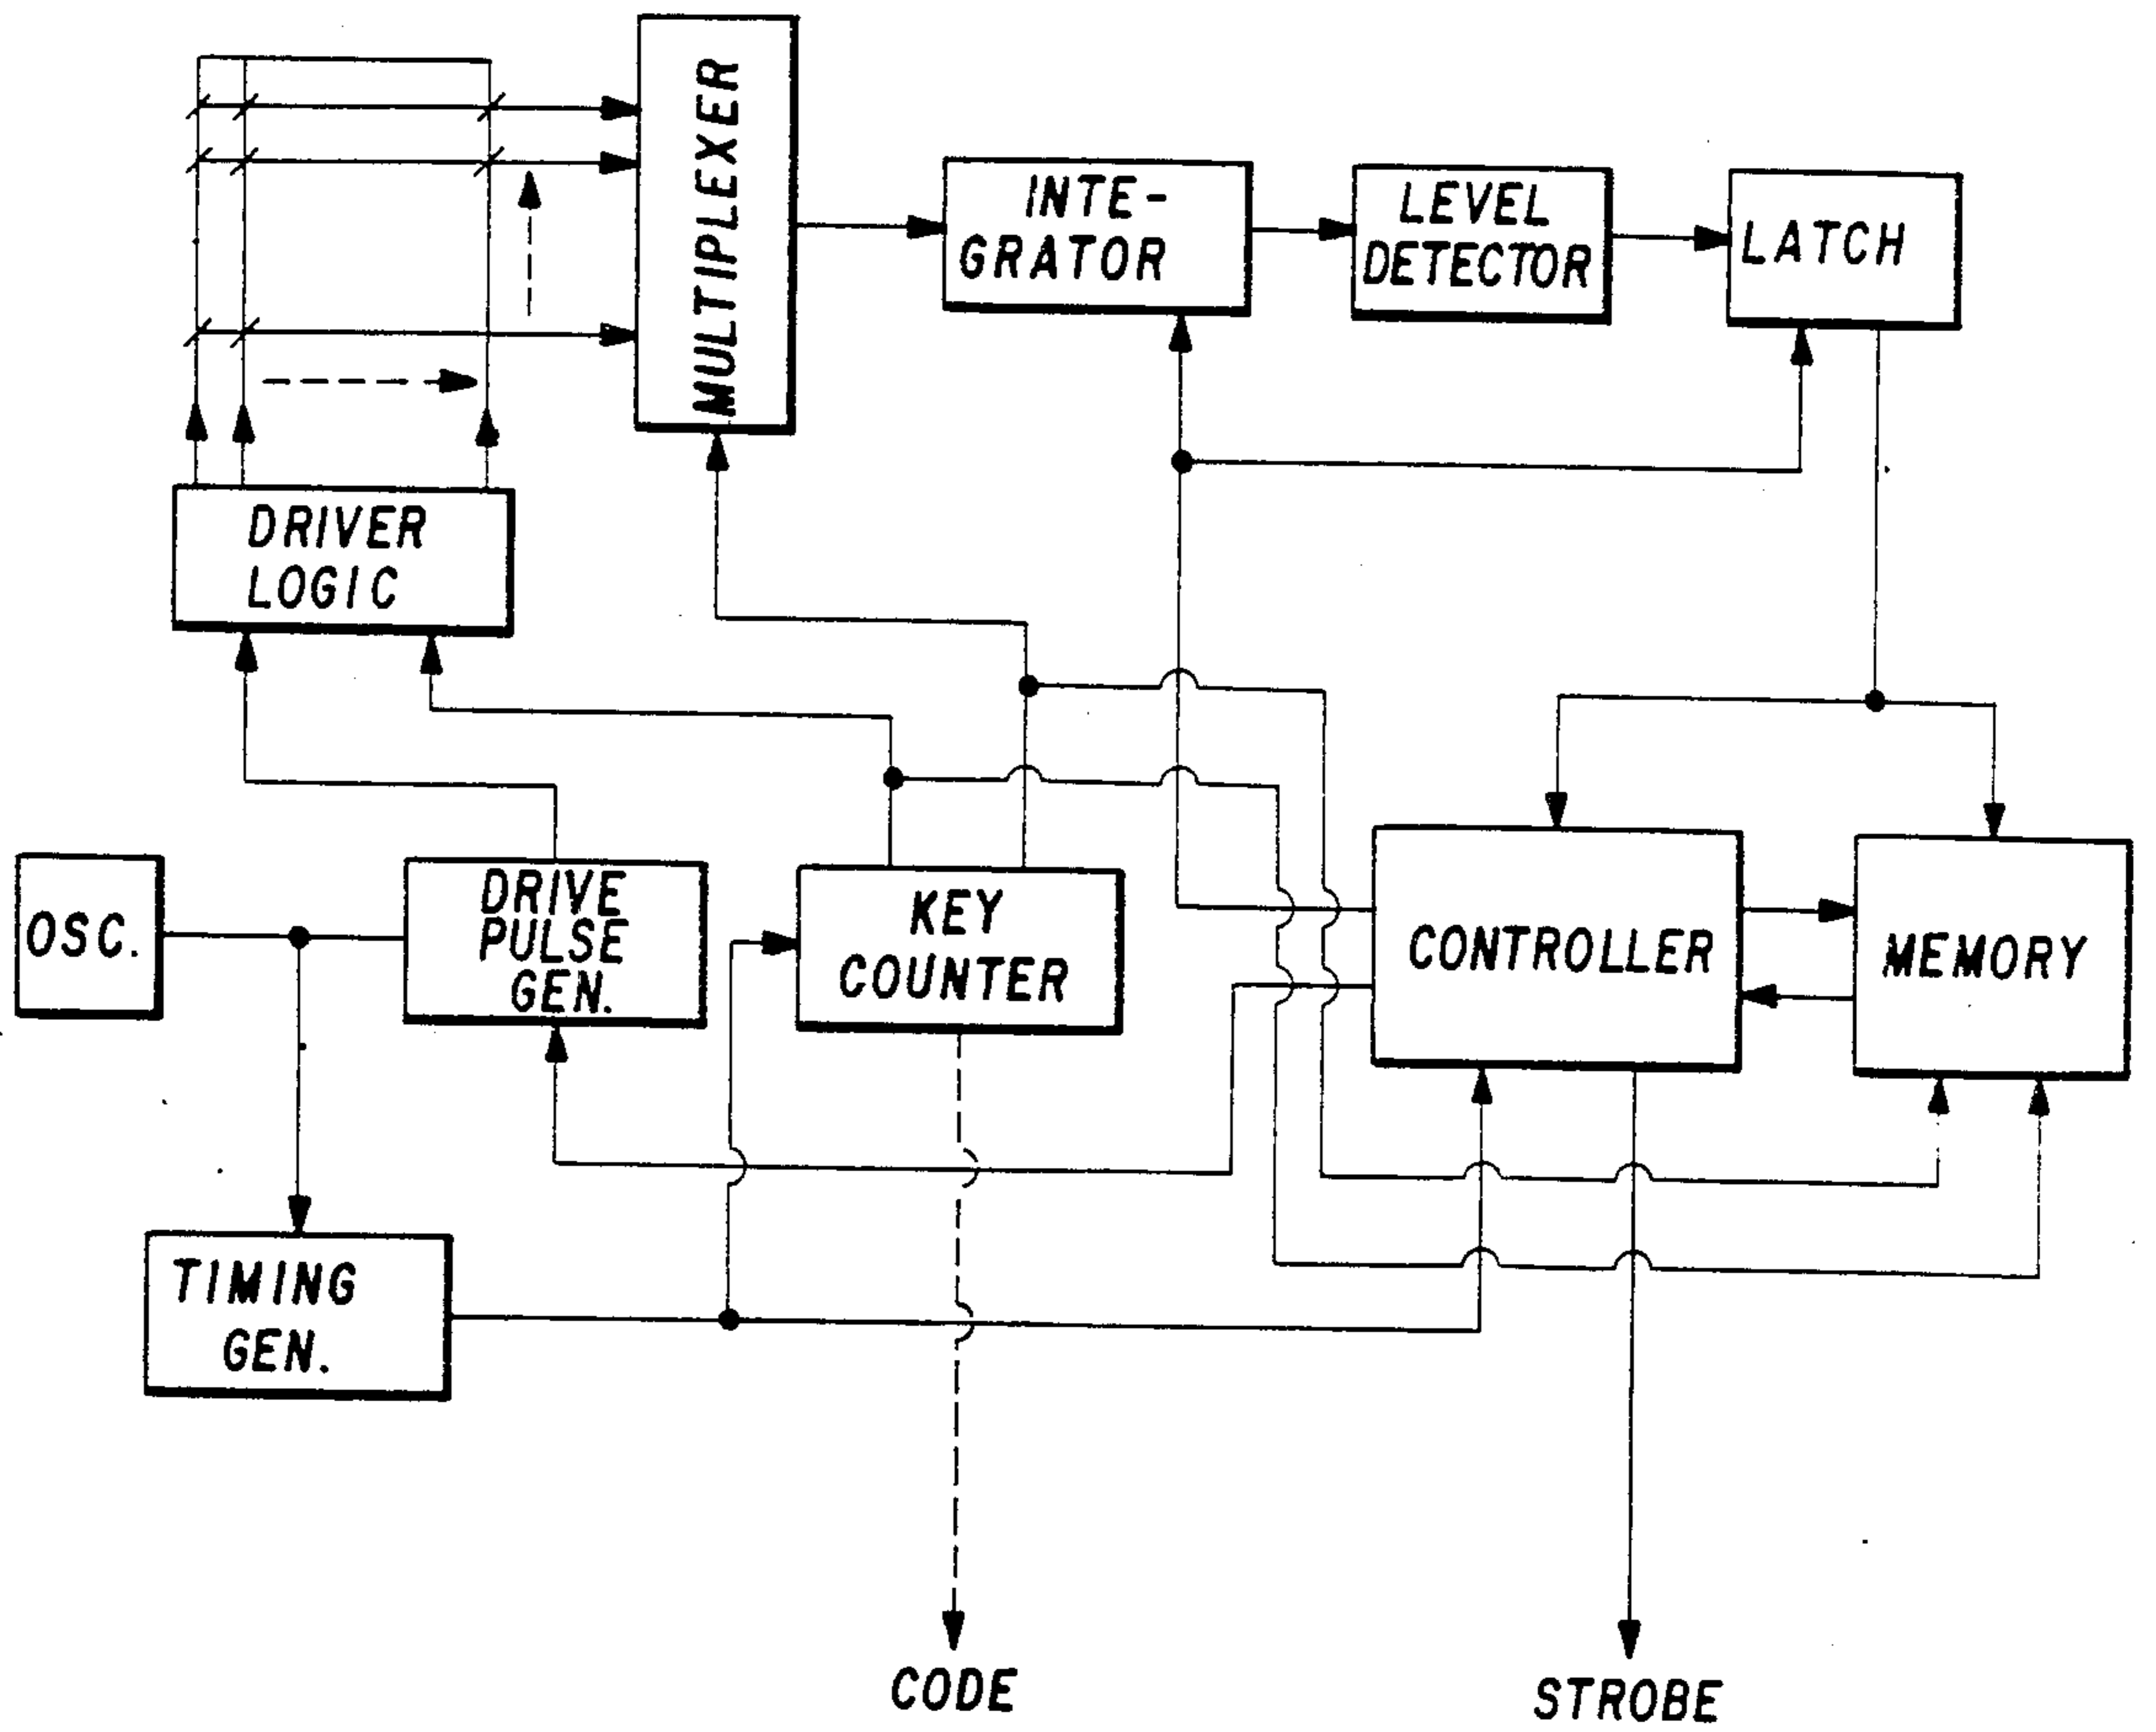 MULTIPLEXER
INTE-
GRATOR
LEVEL
DETECTOR
LATCH
DRIVER
LOGIC
OSC.
DRIVE
PULSE
GEN.
KEY
COUNTER
CONTROLLER
MEMORY
TIMING
GEN.
CODE
STROBE